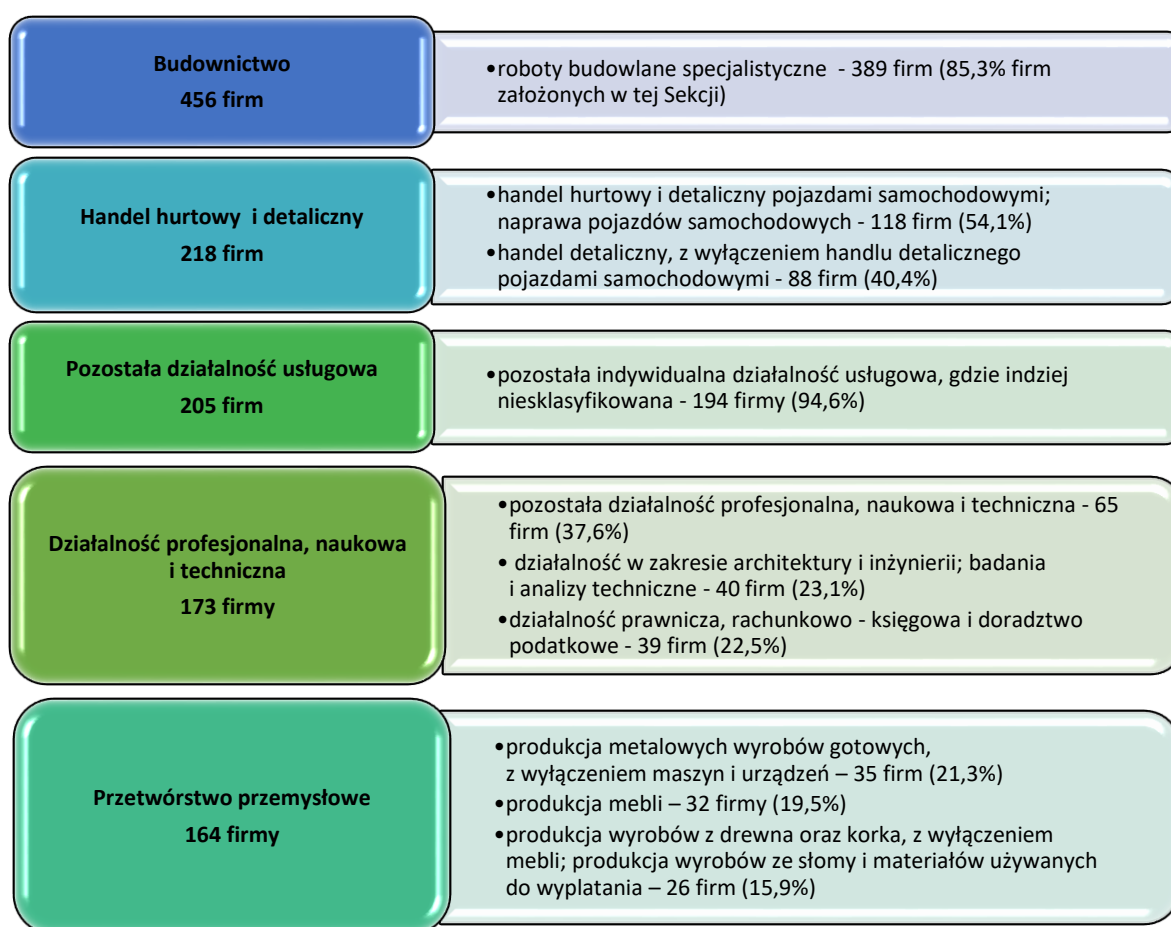 Budownictwo
456 firm
•roboty budowlane specjalistyczne - 389 firm (85,3% firm
założonych w tej Sekcji)
Handel hurtowy i detaliczny
218 firm
•handel hurtowy i detaliczny pojazdami samochodowymi;
naprawa pojazdów samochodowych - 118 firm (54,1%)
•handel detaliczny, z wyłączeniem handlu detalicznego
pojazdami samochodowymi - 88 firm (40,4%)
Pozostała działalność usługowa
205 firm
•pozostała indywidualna działalność usługowa, gdzie indziej
niesklasyfikowana - 194 firmy (94,6%)
Działalność profesjonalna, naukowa
i techniczna
173 firmy
•pozostała działalność profesjonalna, naukowa i techniczna - 65
firm (37,6%)
• działalność w zakresie architektury i inżynierii; badania
i analizy techniczne - 40 firm (23,1%)
•działalność prawnicza, rachunkowo - księgowa i doradztwo
podatkowe - 39 firm (22,5%)
Przetwórstwo przemysłowe
164 firmy
•produkcja metalowych wyrobów gotowych,
z wyłączeniem maszyn i urządzeń – 35 firm (21,3%)
•produkcja mebli – 32 firmy (19,5%)
•produkcja wyrobów z drewna oraz korka, z wyłączeniem
mebli; produkcja wyrobów ze słomy i materiałów używanych
do wyplatania – 26 firm (15,9%)